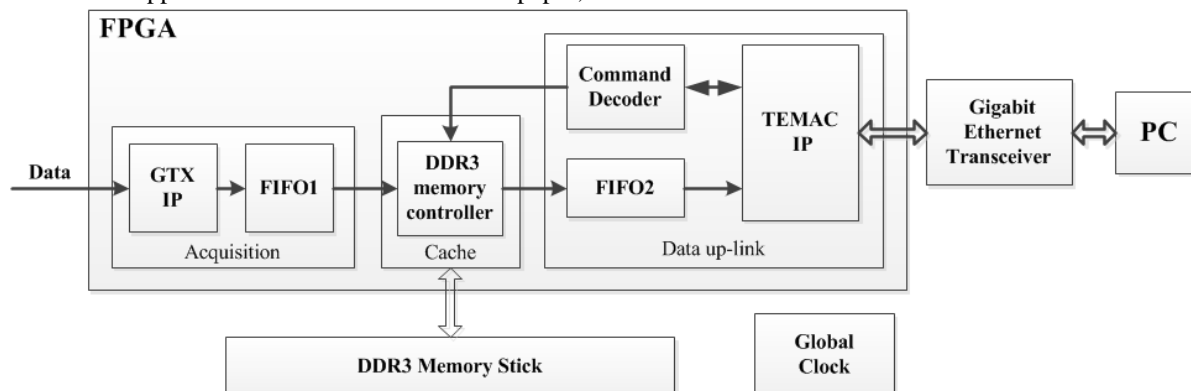 FPGA
Command
Decoder
TEMAC
IP
Gigabit
Ethernet
Transceiver
PC
Data
GTX
IP
FIFO1
DDR3
memory
controller
FIFO2
Acquisition
Cache
Data up-link
DDR3 Memory Stick
Global
Clock